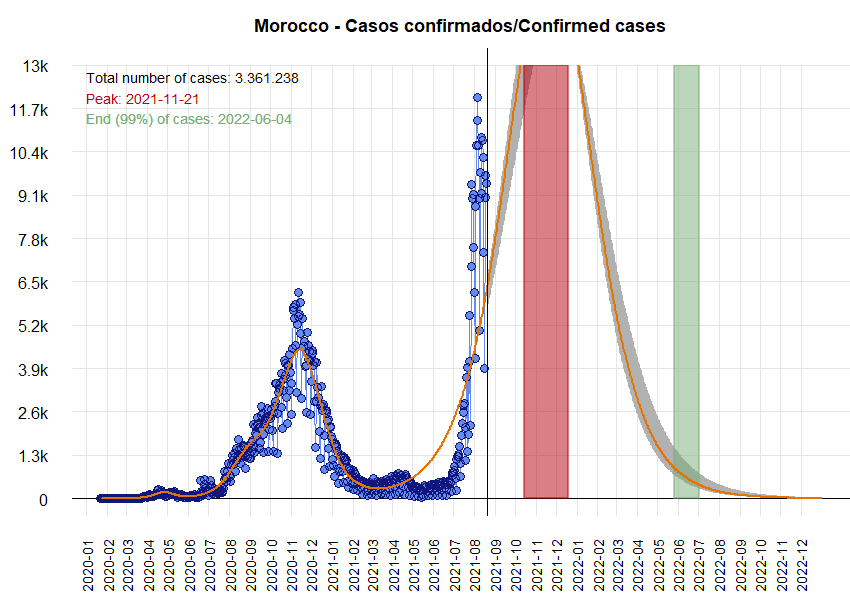 Morocco - Casos confirmados/Confirmed cases
13k
Total number of cases: 3.361.238
Peak: 2021-11-21
End (99%) of cases: 2022-06-04
11.7k
10.4k
9.1k
7.8k
6.5k
5.2k
3.9k
2.6k
1.3k
0
2020-01
2020-02
2020-03
2020-04
2020-05
2020-06
2020-07
2020-08
2020-09
2020-10
2020-11
2020-12
2021-01
2021-02
2021-03
2021-04
2021-05
2021-06
2021-07
2021-08
2021-09
2021-10
2021-11
2021-12
2022-01
2022-02
2022-03
2022-04
2022-05
2022-06
2022-07
2022-08
2022-09
2022-10
2022-11
2022-12